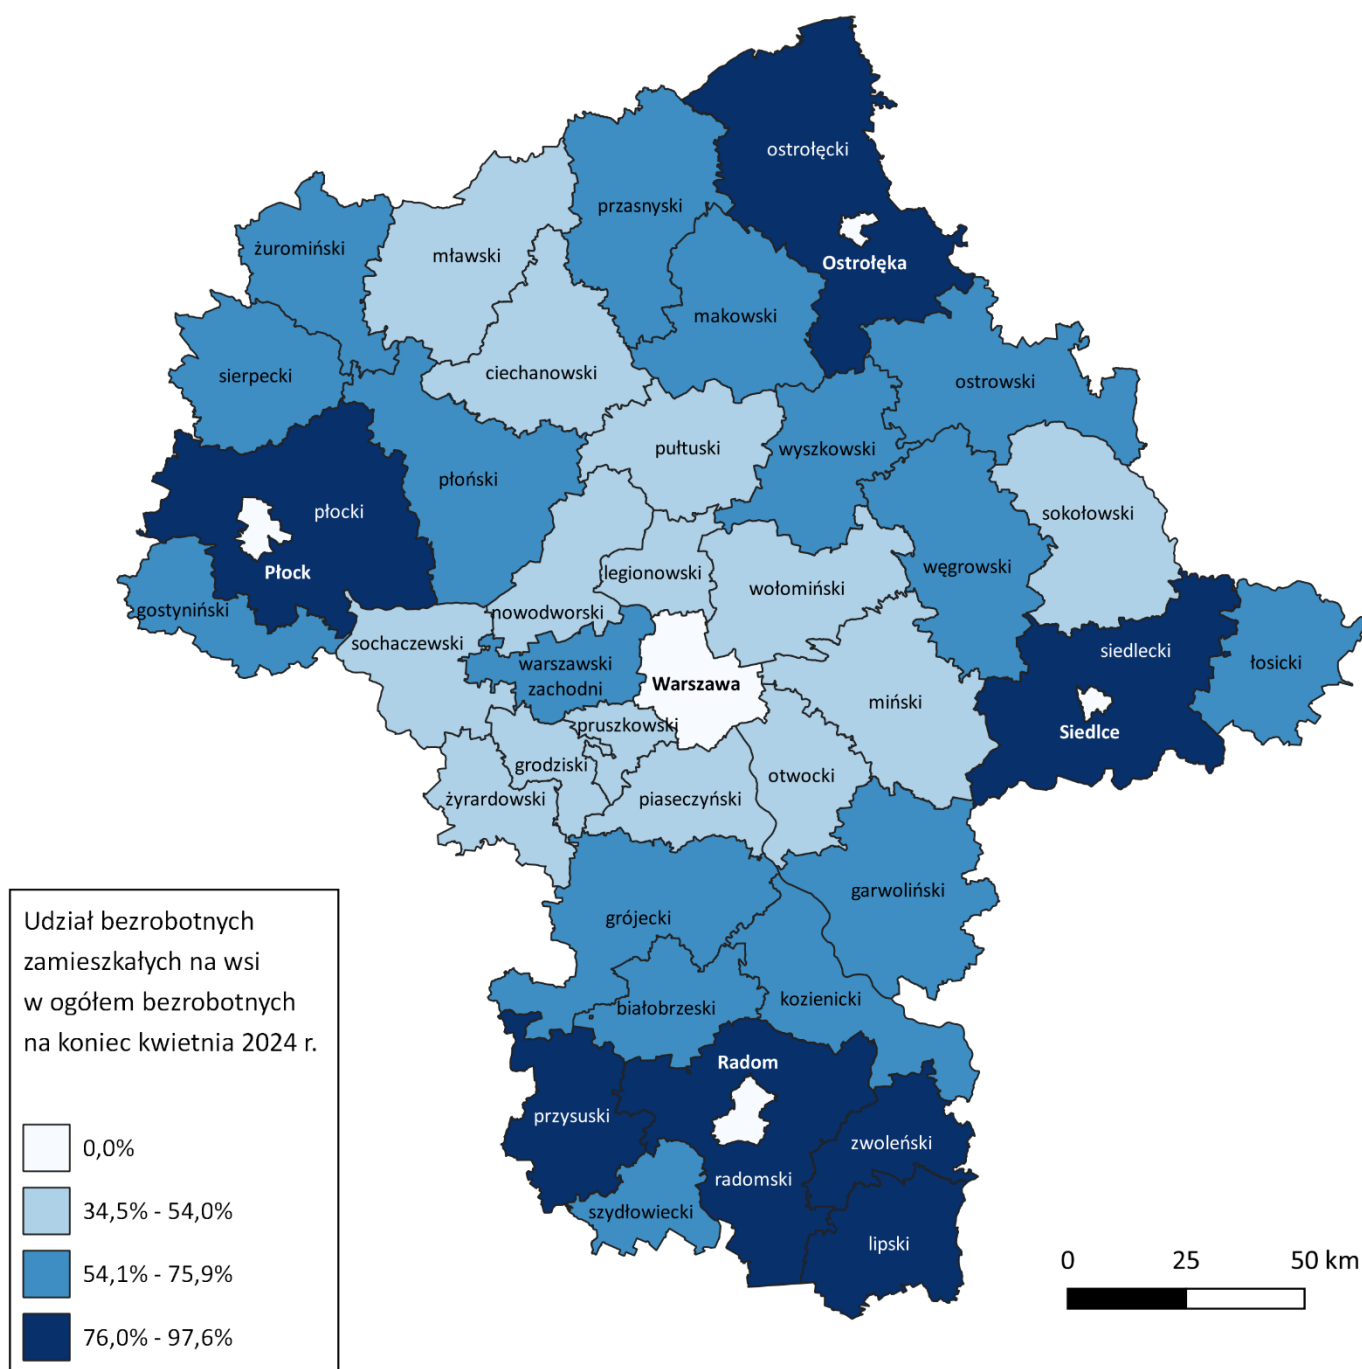 ostrołęcki
przasnyski
żuromiński
mławski
Ostrołęka
makowski
sierpecki
ciechanowski
ostrowski
pułtuski
wyszkowski
płoński
płocki
sokołowski
Płock
legionowski
węgrowski
wołomiński
gostyniński
nowodworski
sochaczewski
siedlecki
warszawski
zachodni
łosicki
Warszawa
miński
pruszkowski
Siedlce
grodziski
otwocki
żyrardowski
piaseczyński
garwoliński
grójecki
kozienicki
białobrzeski
Radom
przysuski
zwoleński
radomski
szydłowiecki
lipski
Udział bezrobotnych
zamieszkałych na wsi
w ogółem bezrobotnych
na koniec kwietnia 2024 r.
0,0%
34,5% - 54,0%
54,1% - 75,9%
76,0% - 97,6%
0 25 50 km